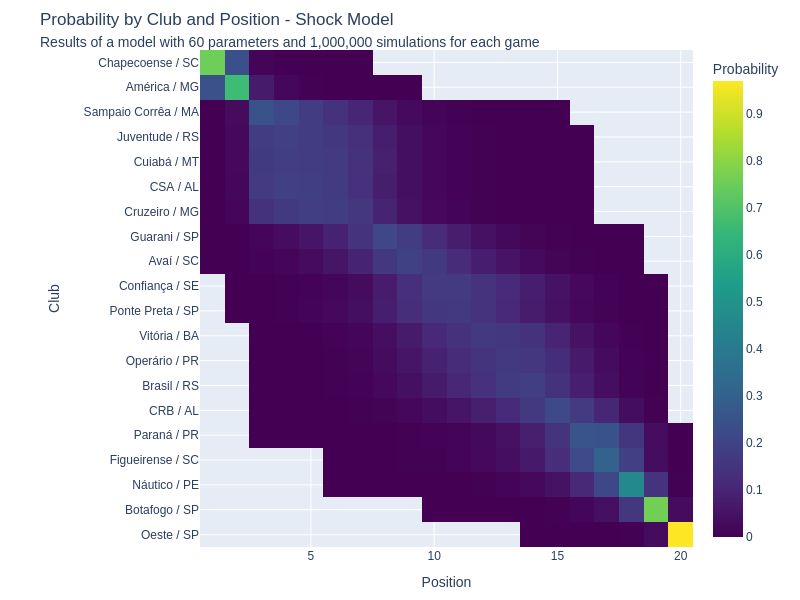 Probability by Club and Position - Shock Model
Results of a model with 60 parameters and 1,000,000 simulations for each game
Probability
Club
Chapecoense / SC
América / MG
Sampaio Corrêa / MA
Juventude / RS
Cuiabá / MT
CSA / AL
Cruzeiro / MG
Guarani / SP
Avaí / SC
Confiança / SE
Ponte Preta / SP
Vitória / BA
Operário / PR
Brasil / RS
CRB / AL
Paraná / PR
Figueirense / SC
Náutico / PE
Botafogo / SP
Oeste / SP
0.9
0.8
0.7
0.6
0.5
0.4
0.3
0.2
0.1
0
5 10 15 20
Position